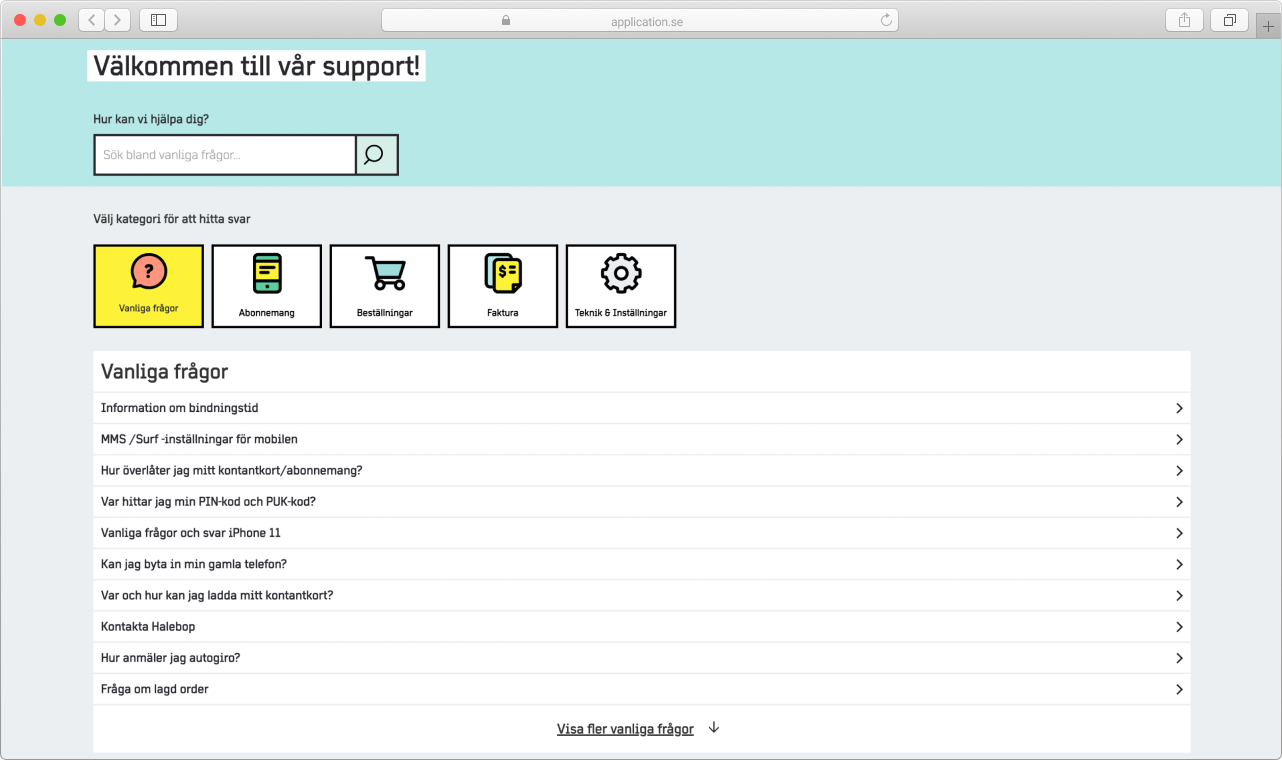 application.se
Välkommen till vår support!
Hur kan vi hjälpa dig?
Sök bland vanliga frågor...
Välj kategori för att hitta svar
?
Vanliga frågor
Abonnemang
Beställningar
$
Faktura
Teknik & Inställningar
Vanliga frågor
Information om bindningstid
MMS /Surf -inställningar för mobilen
Hur överlåter jag mitt kontantkort/abonnemang?
Var hittar jag min PIN-kod och PUK-kod?
Vanliga frågor och svar iPhone 11
Kan jag byta in min gamla telefon?
Var och hur kan jag ladda mitt kontantkort?
Kontakta Halebop
Hur anmäler jag autogiro?
Fråga om lagd order
Visa fler vanliga frågor